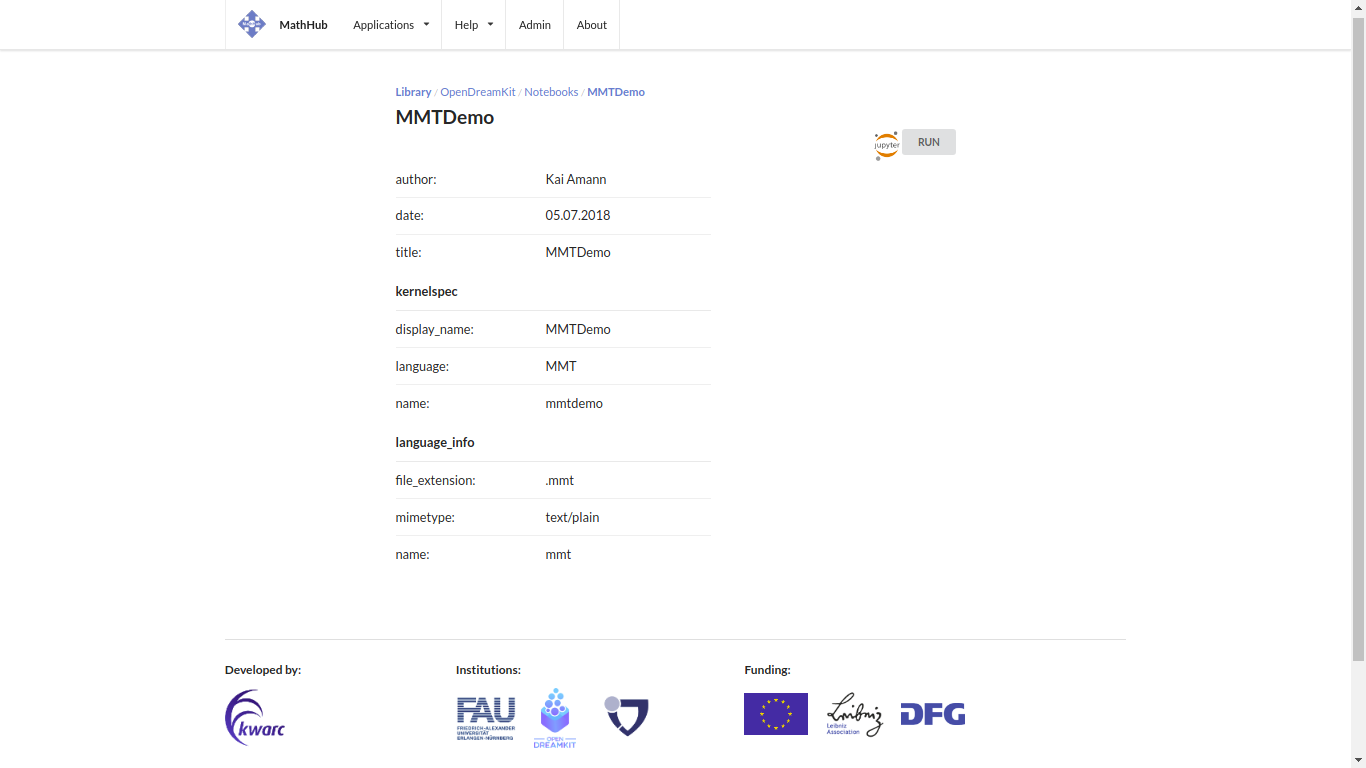 MathHub Applications Help Admin About
Library / OpenDreamKit / Notebooks / MMTDemo
MMTDemo
jupyter RUN
author: Kai Amann
date: 05.07.2018
title: MMTDemo
kernelspec
display_name: MMTDemo
language: MMT
name: mmtdemo
language_info
file_extension: .mmt
mimetype: text/plain
name: mmt
Developed by: Institutions: Funding:
kwarc
FAU
FRIEDRICH-ALEXANDER
UNIVERSITÄT
ERLANGEN-NÜRNBERG
OPEN
DREAMKIT
Leibniz
Leibniz
Association
DFG